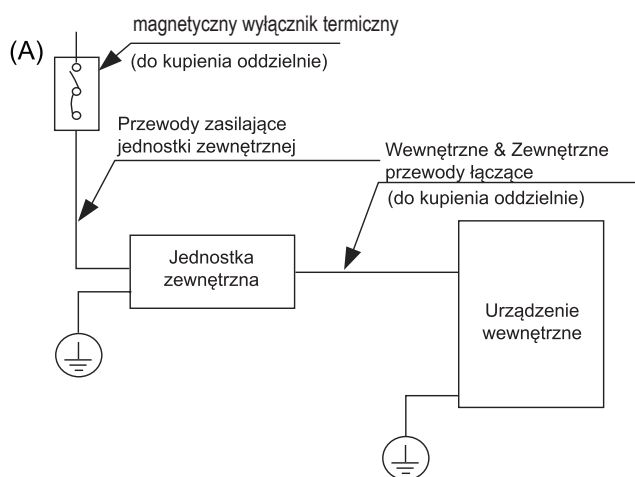 (A)
magnetyczny wyłącznik termiczny
(do kupienia oddzielnie)
Przewody zasilające
jednostki zewnętrznej
Wewnętrzne & Zewnętrzne
przewody łączące
(do kupienia oddzielnie)
Jednostka
zewnętrzna
Urządzenie
wewnętrzne